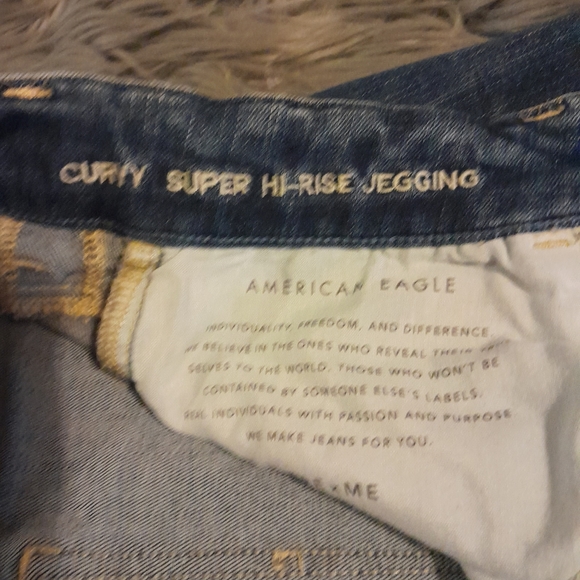 CURVY SUPER HI-RISE JEGGING
AMERICAN EAGLE
INDIVIDUALITY, FREEDOM, AND DIFFERENCE.
WE BELIEVE IN THE ONES WHO REVEAL THEIR
SELVES TO THE WORLD. THOSE WHO WON'T BE
CONTAINED BY SOMEONE ELSE'S LABELS.
REAL INDIVIDUALS WITH PASSION AND PURPOSE
WE MAKE JEANS FOR YOU.
× ME